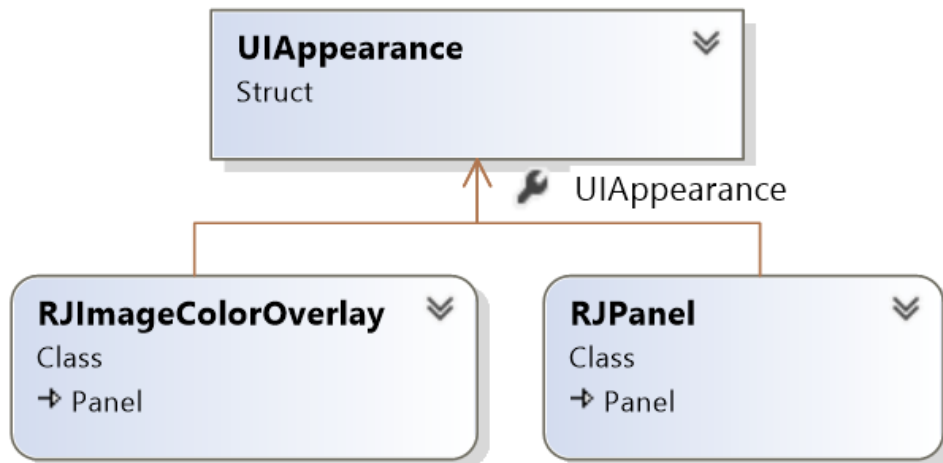 UIAppearance
Struct
UIAppearance
RJImageColorOverlay
Class
Panel
RJPanel
Class
Panel